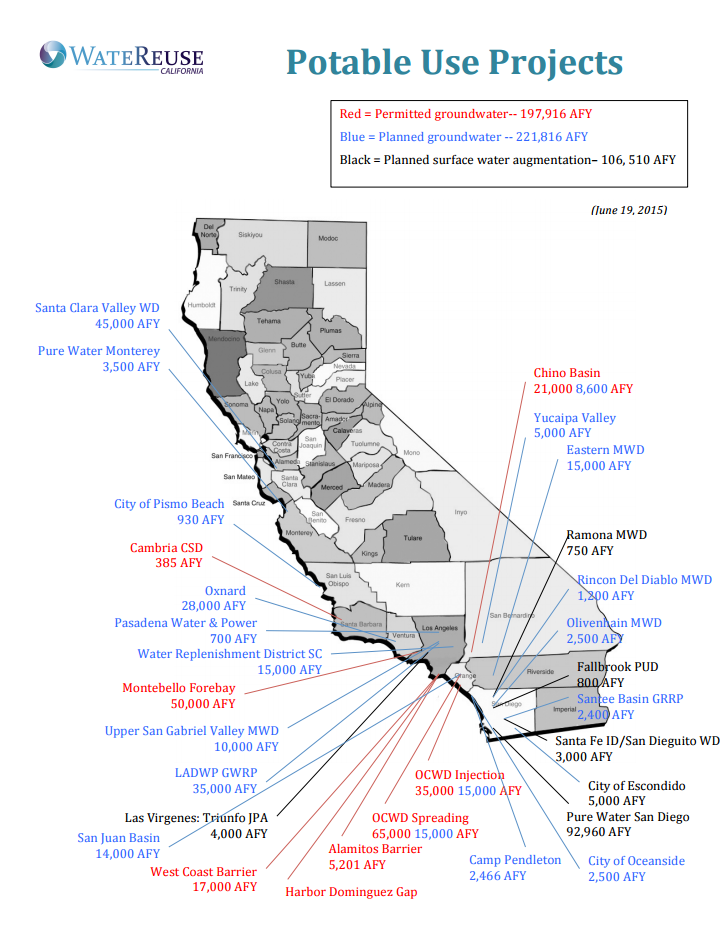 WATEREUSE
CALIFORNIA
Potable Use Projects
Red = Permitted groundwater-- 197,916 AFY
Blue = Planned groundwater -- 221,816 AFY
Black = Planned surface water augmentation– 106, 510 AFY
(June 19, 2015)
Del
Norte
Siskiyou
Modoc
Trinity
Shasta
Lassen
Humboldt
Santa Clara Valley WD
45,000 AFY
Tehama
Plumas
Mendocino
Pure Water Monterey
3,500 AFY
Glenn
Butte
Sierra
Nevada
Colusa
Yuba
Placer
Lake
Sutter
Chino Basin
21,000 8,600 AFY
Sonoma
Napa
Yolo
El Dorado
Solano
Sacra-
mento
Amador
Alpine
Calaveras
Yucaipa Valley
5,000 AFY
Marin
Contra
Costa
San
Joaquin
Tuolumne
Mono
Eastern MWD
15,000 AFY
San Francisco
Alameda
Stanislaus
Mariposa
San Mateo
Santa
Clara
Merced
Madera
Santa Cruz
City of Pismo Beach
930 AFY
San
Benito
Fresno
Inyo
Monterey
Tulare
Kings
Ramona MWD
750 AFY
Cambria CSD
385 AFY
San Luis
Obispo
Kern
Rincon Del Diablo MWD
1,200 AFY
Oxnard
28,000 AFY
San Bernardino
Santa Barbara
Ventura
Los Angeles
Pasadena Water & Power
700 AFY
Olivenhain MWD
2,500 AFY
Water Replenishment District SC
15,000 AFY
Orange
Riverside
Fallbrook PUD
800 AFY
Montebello Forebay
50,000 AFY
San Diego
Imperial
Santee Basin GRRP
2,400 AFY
Upper San Gabriel Valley MWD
10,000 AFY
Santa Fe ID/San Dieguito WD
3,000 AFY
LADWP GWRP
35,000 AFY
OCWD Injection
35,000 15,000 AFY
City of Escondido
5,000 AFY
Las Virgenes: Triunfo JPA
4,000 AFY
OCWD Spreading
65,000 15,000 AFY
Pure Water San Diego
92,960 AFY
San Juan Basin
14,000 AFY
Alamitos Barrier
5,201 AFY
Camp Pendleton
2,466 AFY
City of Oceanside
2,500 AFY
West Coast Barrier
17,000 AFY
Harbor Dominguez Gap